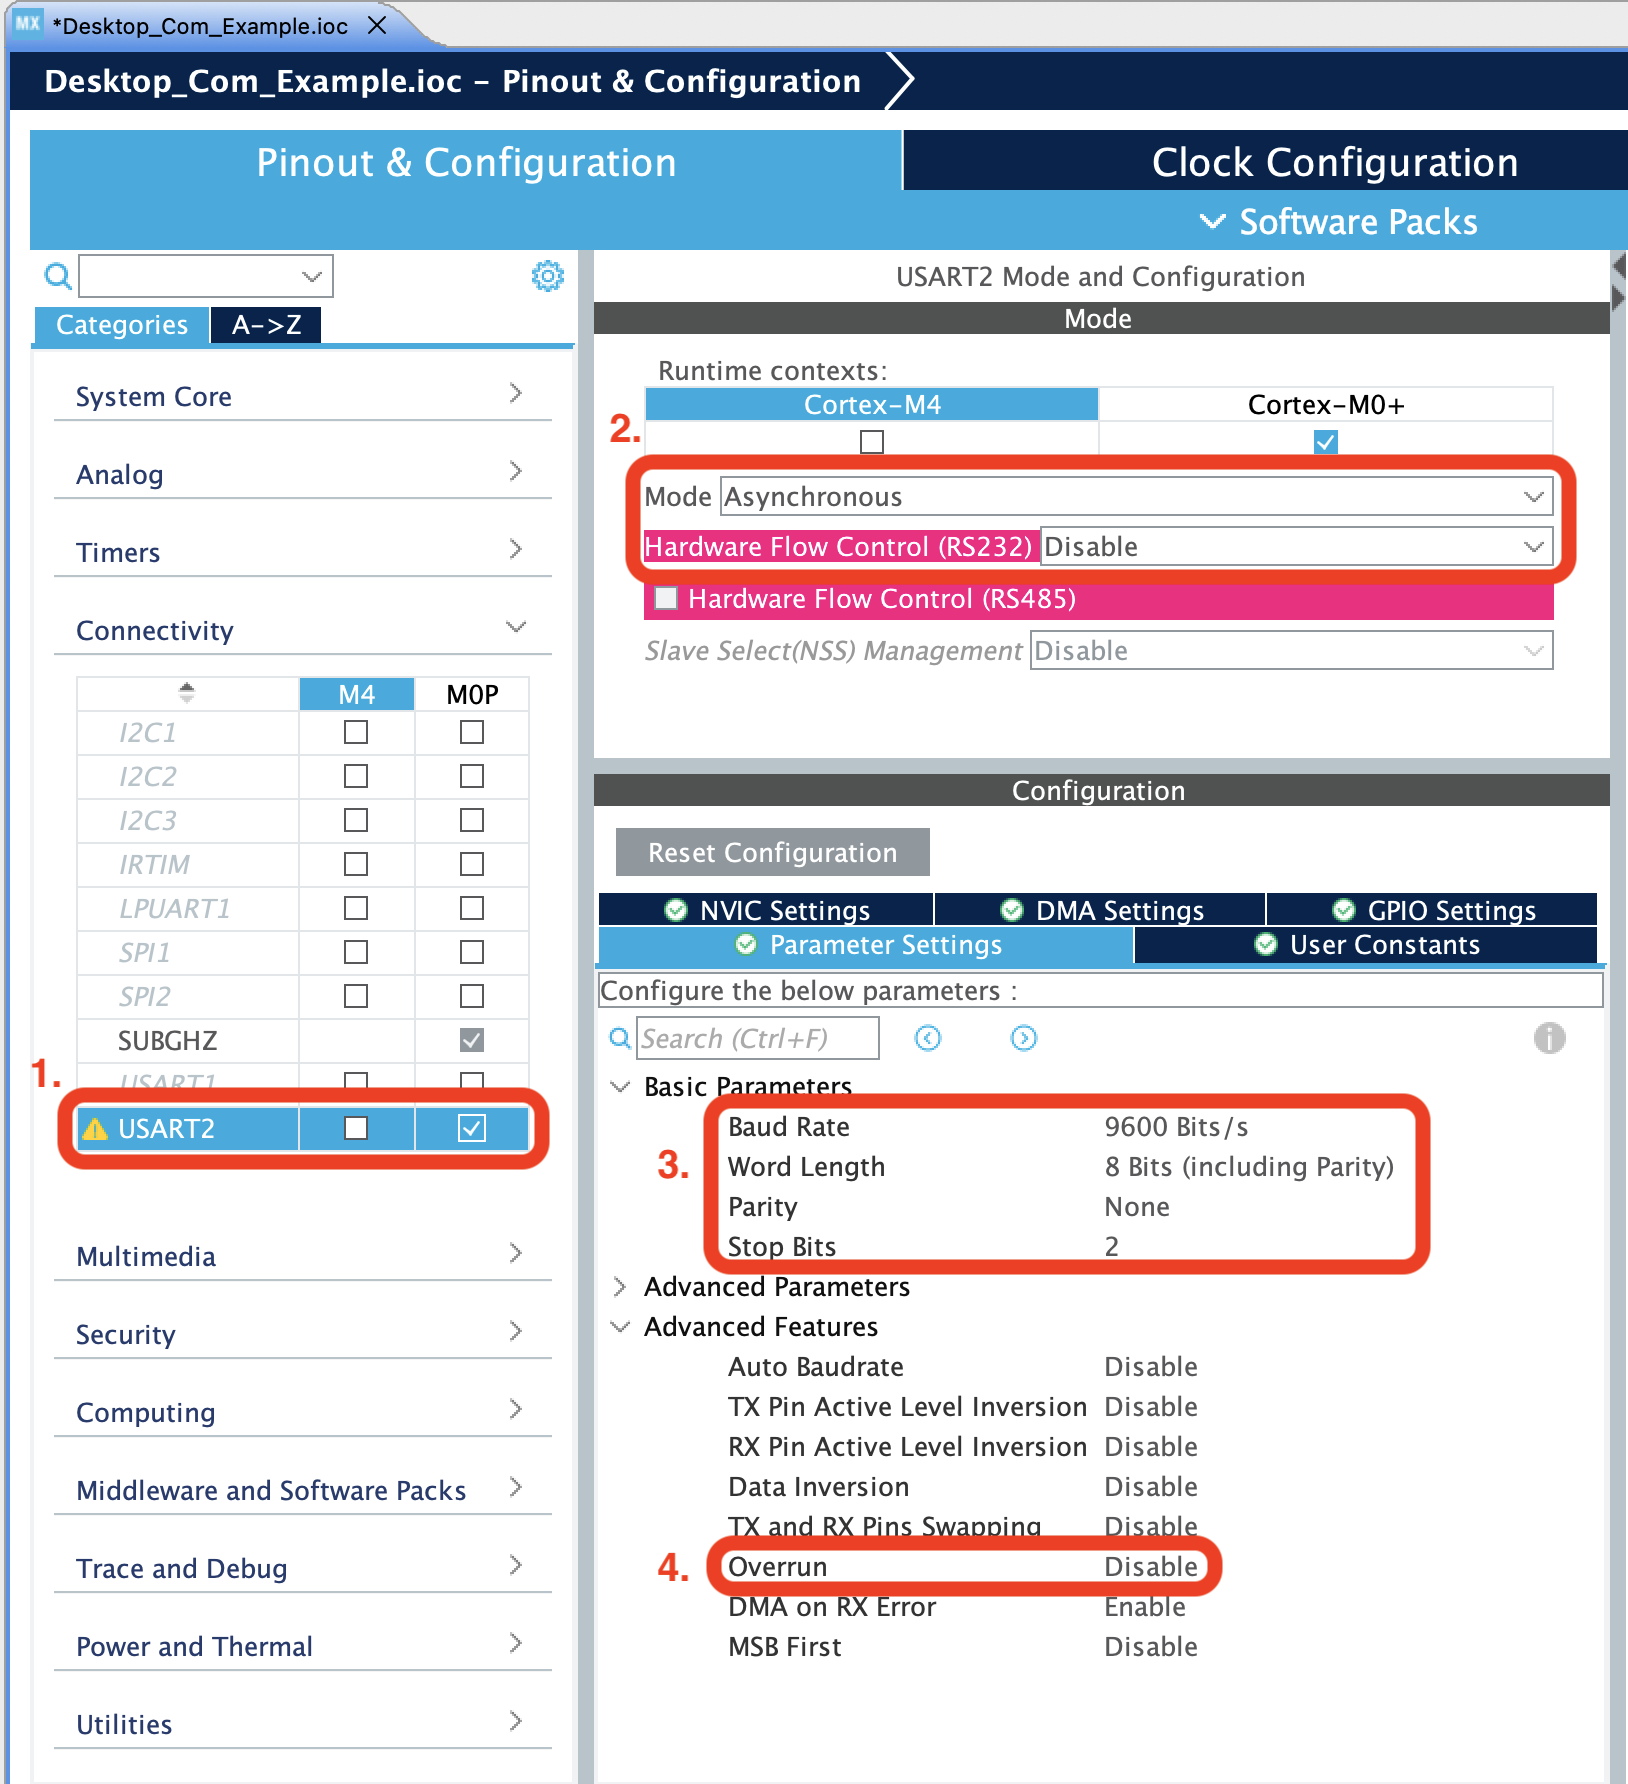 MX *Desktop_Com_Example.ioc
Desktop_Com_Example.ioc – Pinout & Configuration
Pinout & Configuration
Clock Configuration
Software Packs
Categories
A->Z
System Core
Analog
Timers
Connectivity
M4 M0P
I2C1
I2C2
I2C3
IRTIM
LPUART1
SPI1
SPI2
SUBGHZ
USART1
1.
USART2
Multimedia
Security
Computing
Middleware and Software Packs
Trace and Debug
Power and Thermal
Utilities
USART2 Mode and Configuration
Mode
Runtime contexts:
Cortex-M4 Cortex-M0+
2.
Mode Asynchronous
Hardware Flow Control (RS232) Disable
Hardware Flow Control (RS485)
Slave Select(NSS) Management Disable
Configuration
Reset Configuration
NVIC Settings DMA Settings GPIO Settings
Parameter Settings User Constants
Configure the below parameters :
Search (Ctrl+F)
Basic Parameters
Baud Rate 9600 Bits/s
3. Word Length 8 Bits (including Parity)
Parity None
Stop Bits 2
Advanced Parameters
Advanced Features
Auto Baudrate Disable
TX Pin Active Level Inversion Disable
RX Pin Active Level Inversion Disable
Data Inversion Disable
TX and RX Pins Swapping Disable
4. Overrun Disable
DMA on RX Error Enable
MSB First Disable